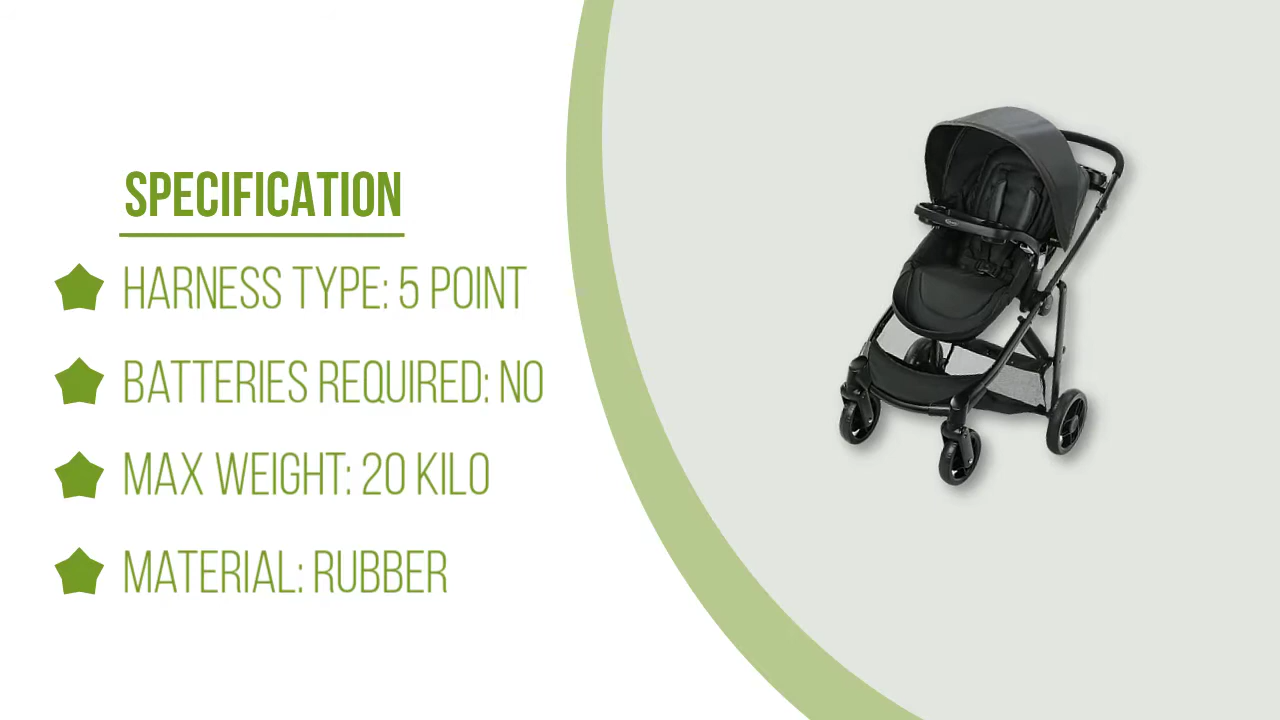 SPECIFICATION
HARNESS TYPE: 5 POINT
BATTERIES REQUIRED: NO
MAX WEIGHT: 20 KILO
MATERIAL: RUBBER